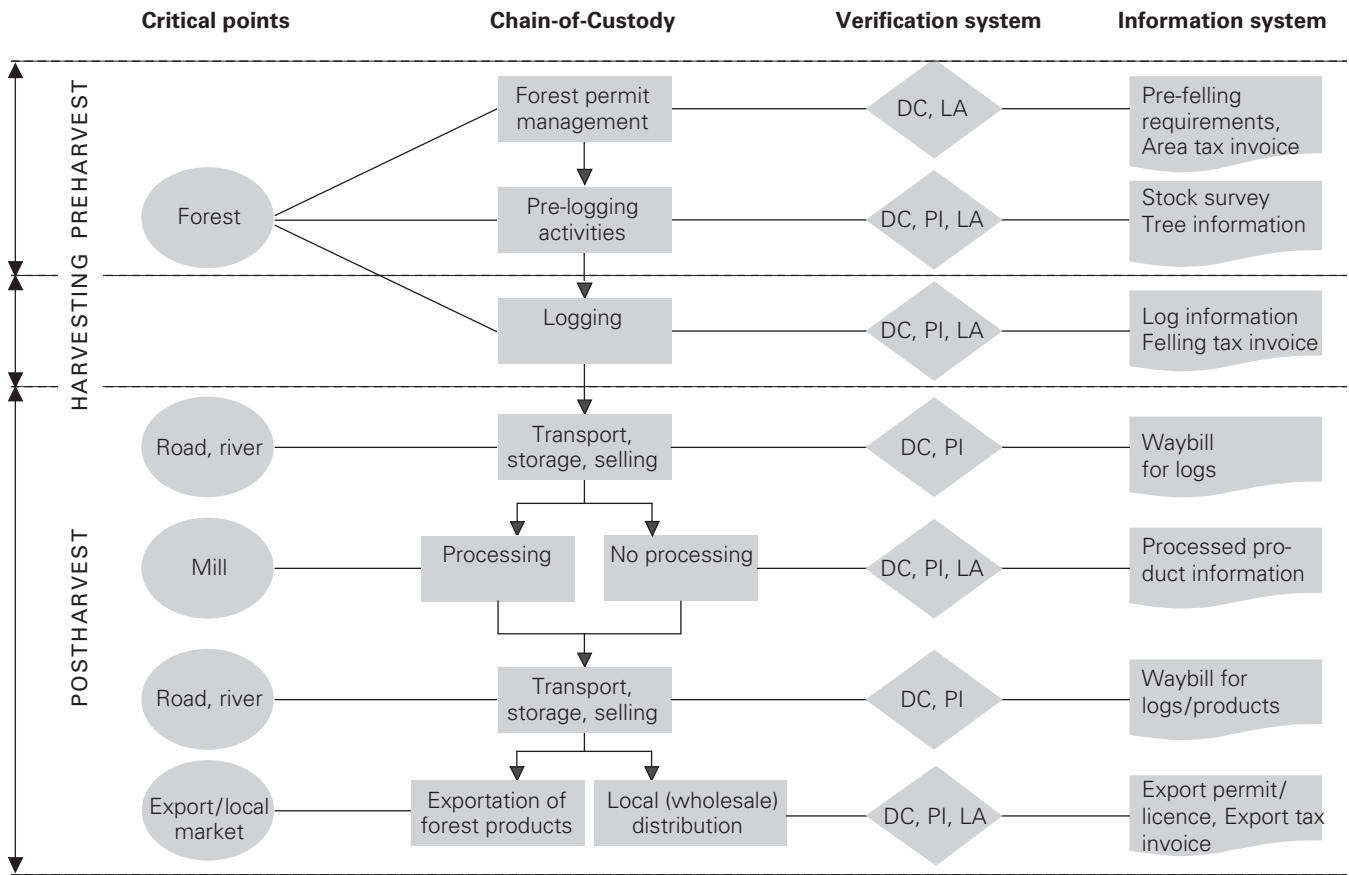 Critical points
Chain-of-Custody
Verification system
Information system
PREHARVEST
Forest
Forest permit
management
DC, LA
Pre-felling
requirements,
Area tax invoice
Pre-logging
activities
DC, PI, LA
Stock survey
Tree information
HARVESTING
Logging
DC, PI, LA
Log information
Felling tax invoice
POSTHARVEST
Road, river
Transport,
storage, selling
DC, PI
Waybill
for logs
Mill
Processing
No processing
DC, PI, LA
Processed pro-
duct information
Road, river
Transport,
storage, selling
DC, PI
Waybill for
logs/products
Export/local
market
Exportation of
forest products
Local (wholesale)
distribution
DC, PI, LA
Export permit/
licence, Export tax
invoice